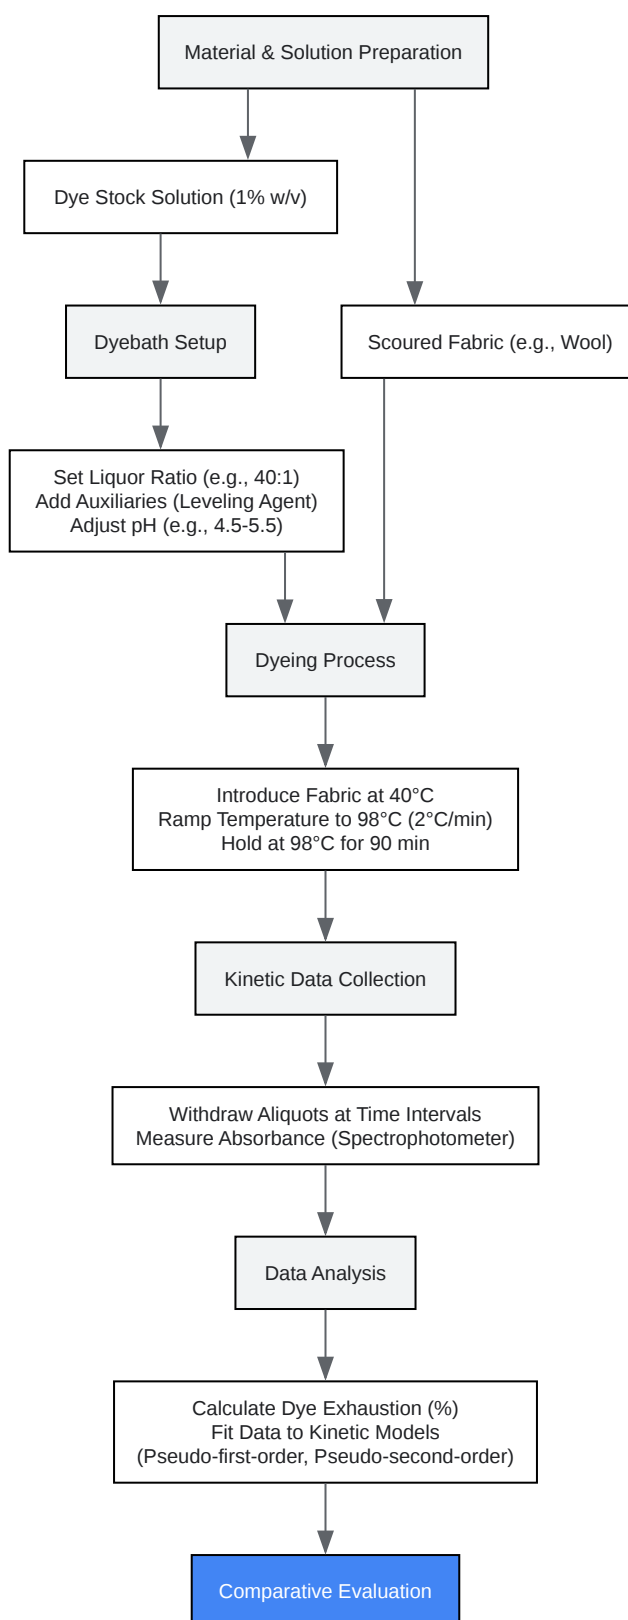 Material & Solution Preparation
Dye Stock Solution (1% w/v)
Dyebath Setup
Scoured Fabric (e.g., Wool)
Set Liquor Ratio (e.g., 40:1)
Add Auxiliaries (Leveling Agent)
Adjust pH (e.g., 4.5-5.5)
Dyeing Process
Introduce Fabric at 40°C
Ramp Temperature to 98°C (2°C/min)
Hold at 98°C for 90 min
Kinetic Data Collection
Withdraw Aliquots at Time Intervals
Measure Absorbance (Spectrophotometer)
Data Analysis
Calculate Dye Exhaustion (%)
Fit Data to Kinetic Models
(Pseudo-first-order, Pseudo-second-order)
Comparative Evaluation